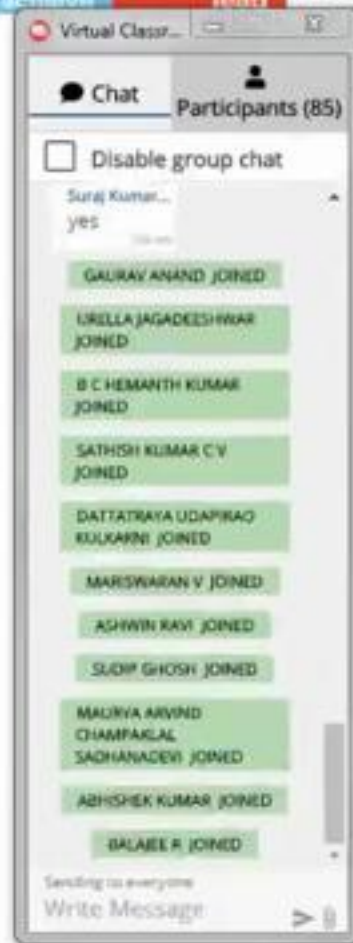 Virtual Classr...
Chat
Participants (85)
Disable group chat
Suraj Kumar...
yes
GAURAV ANAND JOINED
URELLA JAGADEESHWAR
JOINED
B C HEMANTH KUMAR
JOINED
SATHISH KUMAR C V
JOINED
DATTATRAYA UDAPIRAO
KULKARNI JOINED
MARISWARAN V JOINED
ASHWIN RAVI JOINED
SUDIP GHOSH JOINED
MAURYA ARVIND
CHAMPAKLAL
SADHANADEVI JOINED
ABHISHEK KUMAR JOINED
BALAJEE R JOINED
Sending to everyone
Write Message